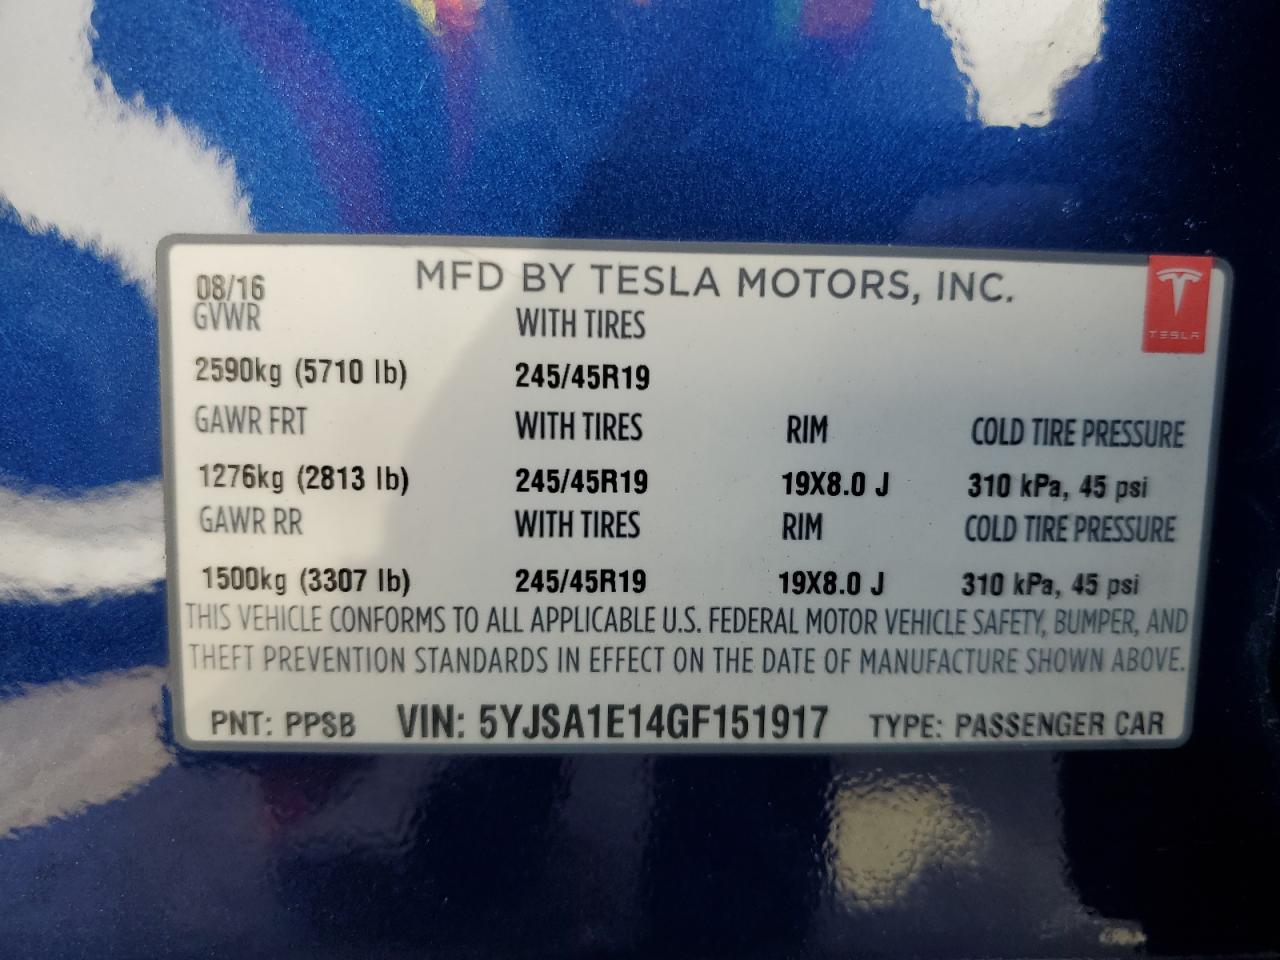 08/16 MFD BY TESLA MOTORS, INC.
TESLA
GVWR WITH TIRES
2590kg (5710 lb) 245/45R19
GAWR FRT WITH TIRES RIM COLD TIRE PRESSURE
1276kg (2813 lb) 245/45R19 19X8.0 J 310 kPa, 45 psi
GAWR RR WITH TIRES RIM COLD TIRE PRESSURE
1500kg (3307 lb) 245/45R19 19X8.0 J 310 kPa, 45 psi
THIS VEHICLE CONFORMS TO ALL APPLICABLE U.S. FEDERAL MOTOR VEHICLE SAFETY, BUMPER, AND
THEFT PREVENTION STANDARDS IN EFFECT ON THE DATE OF MANUFACTURE SHOWN ABOVE.
PNT: PPSB VIN: 5YJSA1E14GF151917 TYPE: PASSENGER CAR